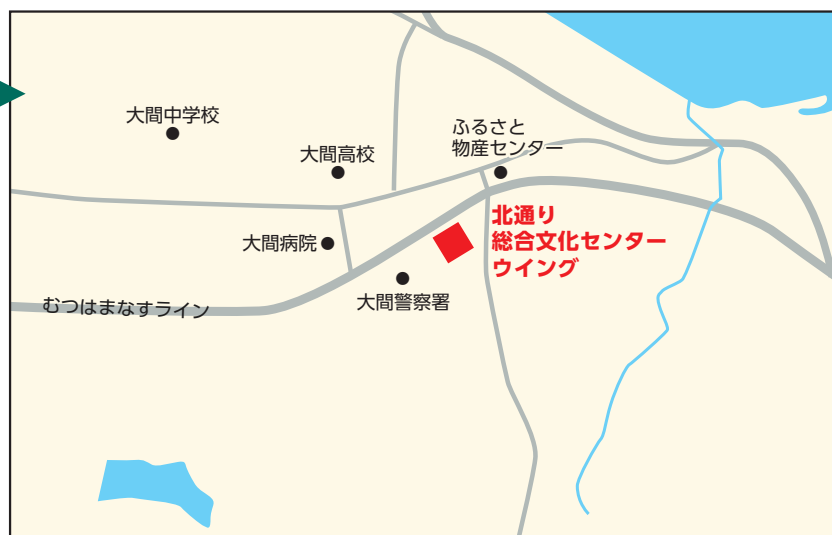 大間中学校
ふるさと
物産センター
大間高校
北通り
総合文化センター
ウイング
大間病院
大間警察署
むつはまなすライン